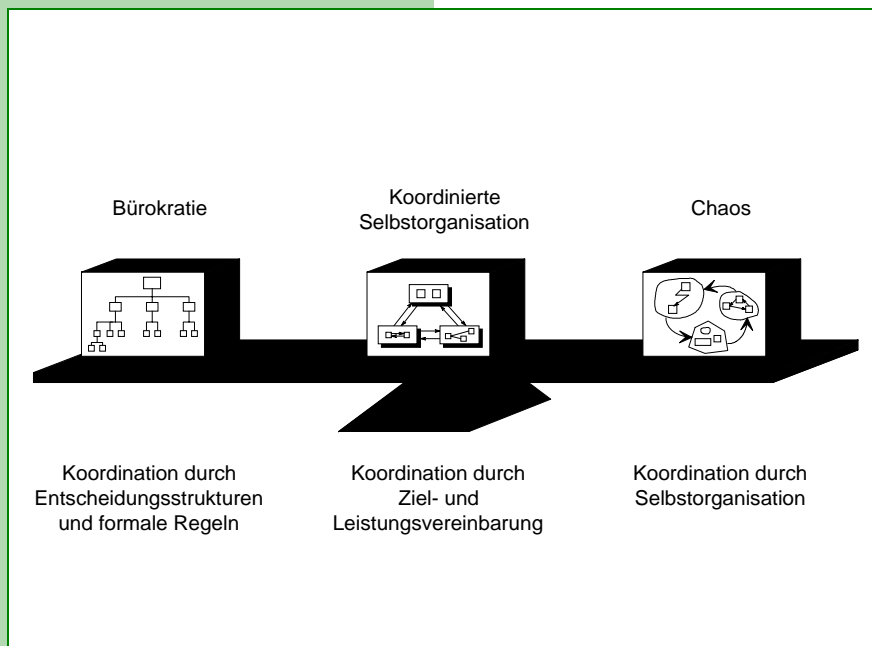 Bürokratie
Koordinierte
Selbstorganisation
Chaos
Koordination durch
Entscheidungsstrukturen
und formale Regeln
Koordination durch
Ziel- und
Leistungsvereinbarung
Koordination durch
Selbstorganisation